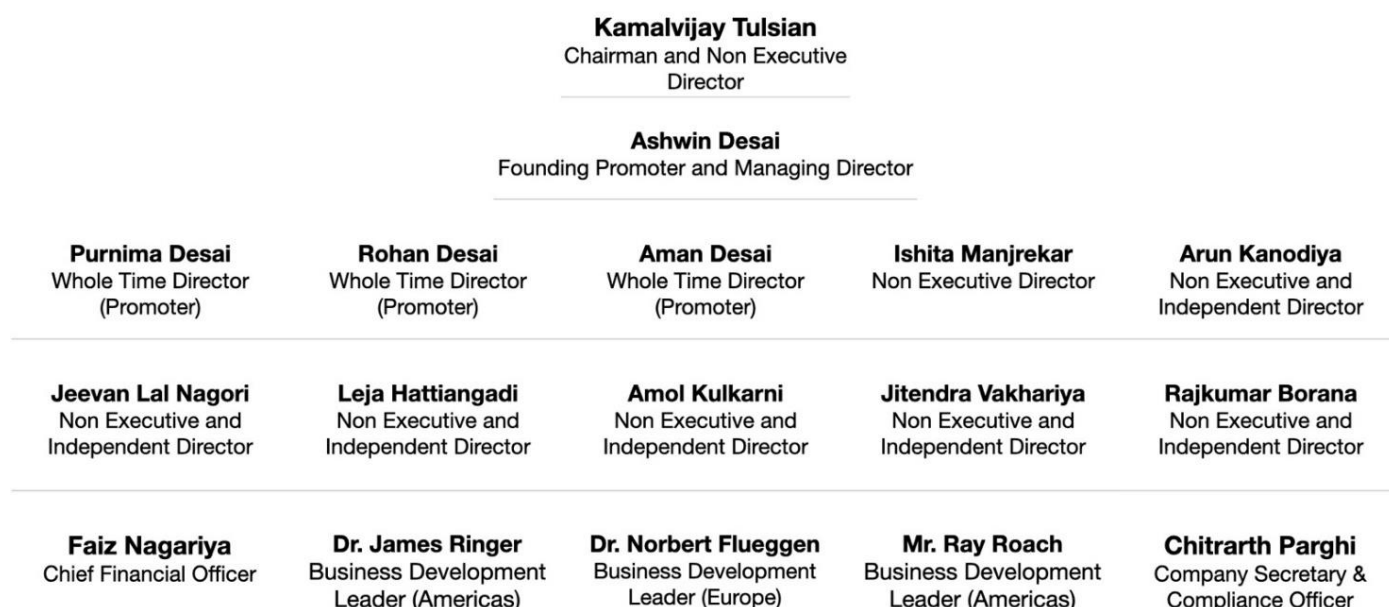 Kamalvijay Tulsian
Chairman and Non Executive
Director
Ashwin Desai
Founding Promoter and Managing Director
Purnima Desai
Whole Time Director
(Promoter)
Rohan Desai
Whole Time Director
(Promoter)
Aman Desai
Whole Time Director
(Promoter)
Ishita Manjrekar
Non Executive Director
Arun Kanodiya
Non Executive and
Independent Director
Jeevan Lal Nagori
Non Executive and
Independent Director
Leja Hattiangadi
Non Executive and
Independent Director
Amol Kulkarni
Non Executive and
Independent Director
Jitendra Vakhariya
Non Executive and
Independent Director
Rajkumar Borana
Non Executive and
Independent Director
Faiz Nagariya
Chief Financial Officer
Dr. James Ringer
Business Development
Leader (Americas)
Dr. Norbert Flueggen
Business Development
Leader (Europe)
Mr. Ray Roach
Business Development
Leader (Americas)
Chitrarth Parghi
Company Secretary &
Compliance Officer